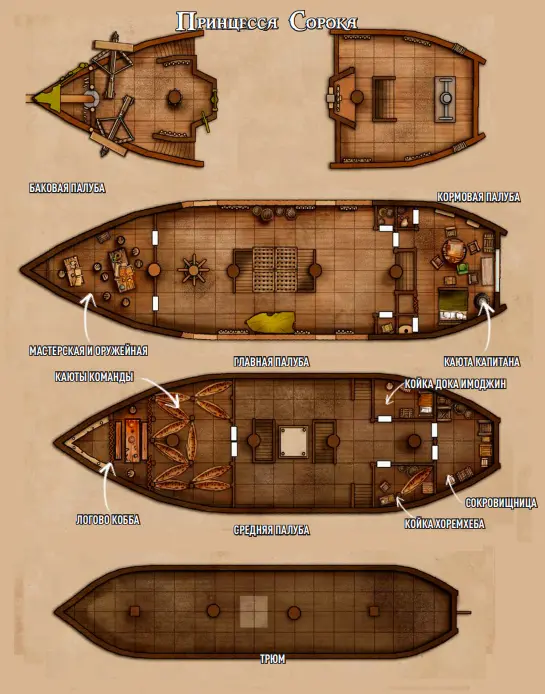 Принцесса Сорока
БАКОВАЯ ПАЛУБА
КОРМОВАЯ ПАЛУБА
МАСТЕРСКАЯ И ОРУЖЕЙНАЯ
ГЛАВНАЯ ПАЛУБА
КАЮТА КАПИТАНА
КАЮТЫ КОМАНДЫ
КОЙКА ДОКА ИМОДЖИН
ЛОГОВО КОББА
СРЕДНЯЯ ПАЛУБА
КОЙКА ХОРЕМХЕБА
СОКРОВИЩНИЦА
ТРЮМ